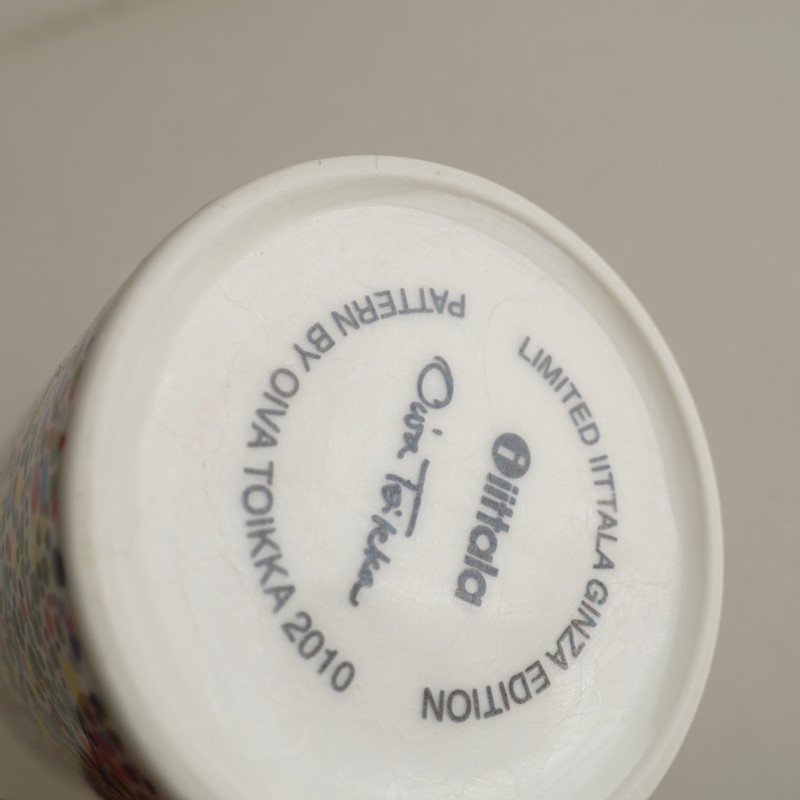 LIMITED IITTALA GINZA EDITION
iittala
Oiva Toikka
PATTERN BY OIVA TOIKKA 2010